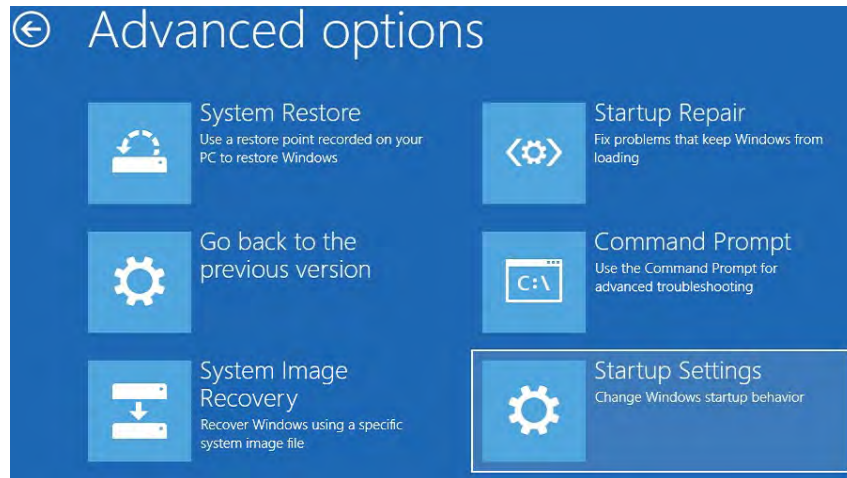 Advanced options
System Restore
Use a restore point recorded on your
PC to restore Windows
Startup Repair
Fix problems that keep Windows from
loading
Go back to the
previous version
Command Prompt
Use the Command Prompt for
advanced troubleshooting
C:\
System Image
Recovery
Recover Windows using a specific
system image file
Startup Settings
Change Windows startup behavior